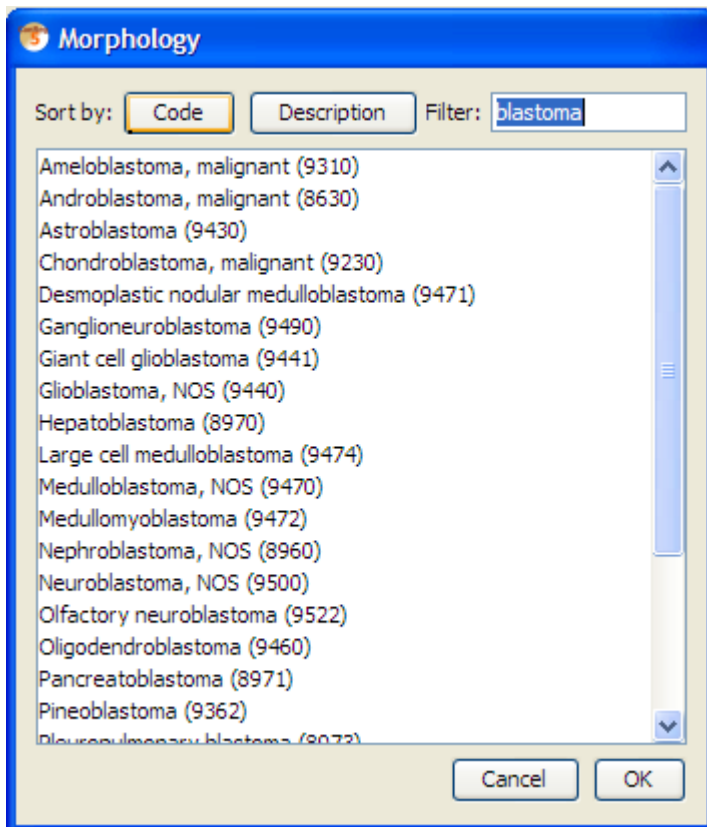 Morphology
Sort by: Code Description Filter: blastoma
Ameloblastoma, malignant (9310)
Androblastoma, malignant (8630)
Astroblastoma (9430)
Chondroblastoma, malignant (9230)
Desmoplastic nodular medulloblastoma (9471)
Ganglioneuroblastoma (9490)
Giant cell glioblastoma (9441)
Glioblastoma, NOS (9440)
Hepatoblastoma (8970)
Large cell medulloblastoma (9474)
Medulloblastoma, NOS (9470)
Medullomyoblastoma (9472)
Nephroblastoma, NOS (8960)
Neuroblastoma, NOS (9500)
Olfactory neuroblastoma (9522)
Oligodendroblastoma (9460)
Pancreatoblastoma (8971)
Pineoblastoma (9362)
Pleuropulmonary blastoma (8973)
Cancel OK